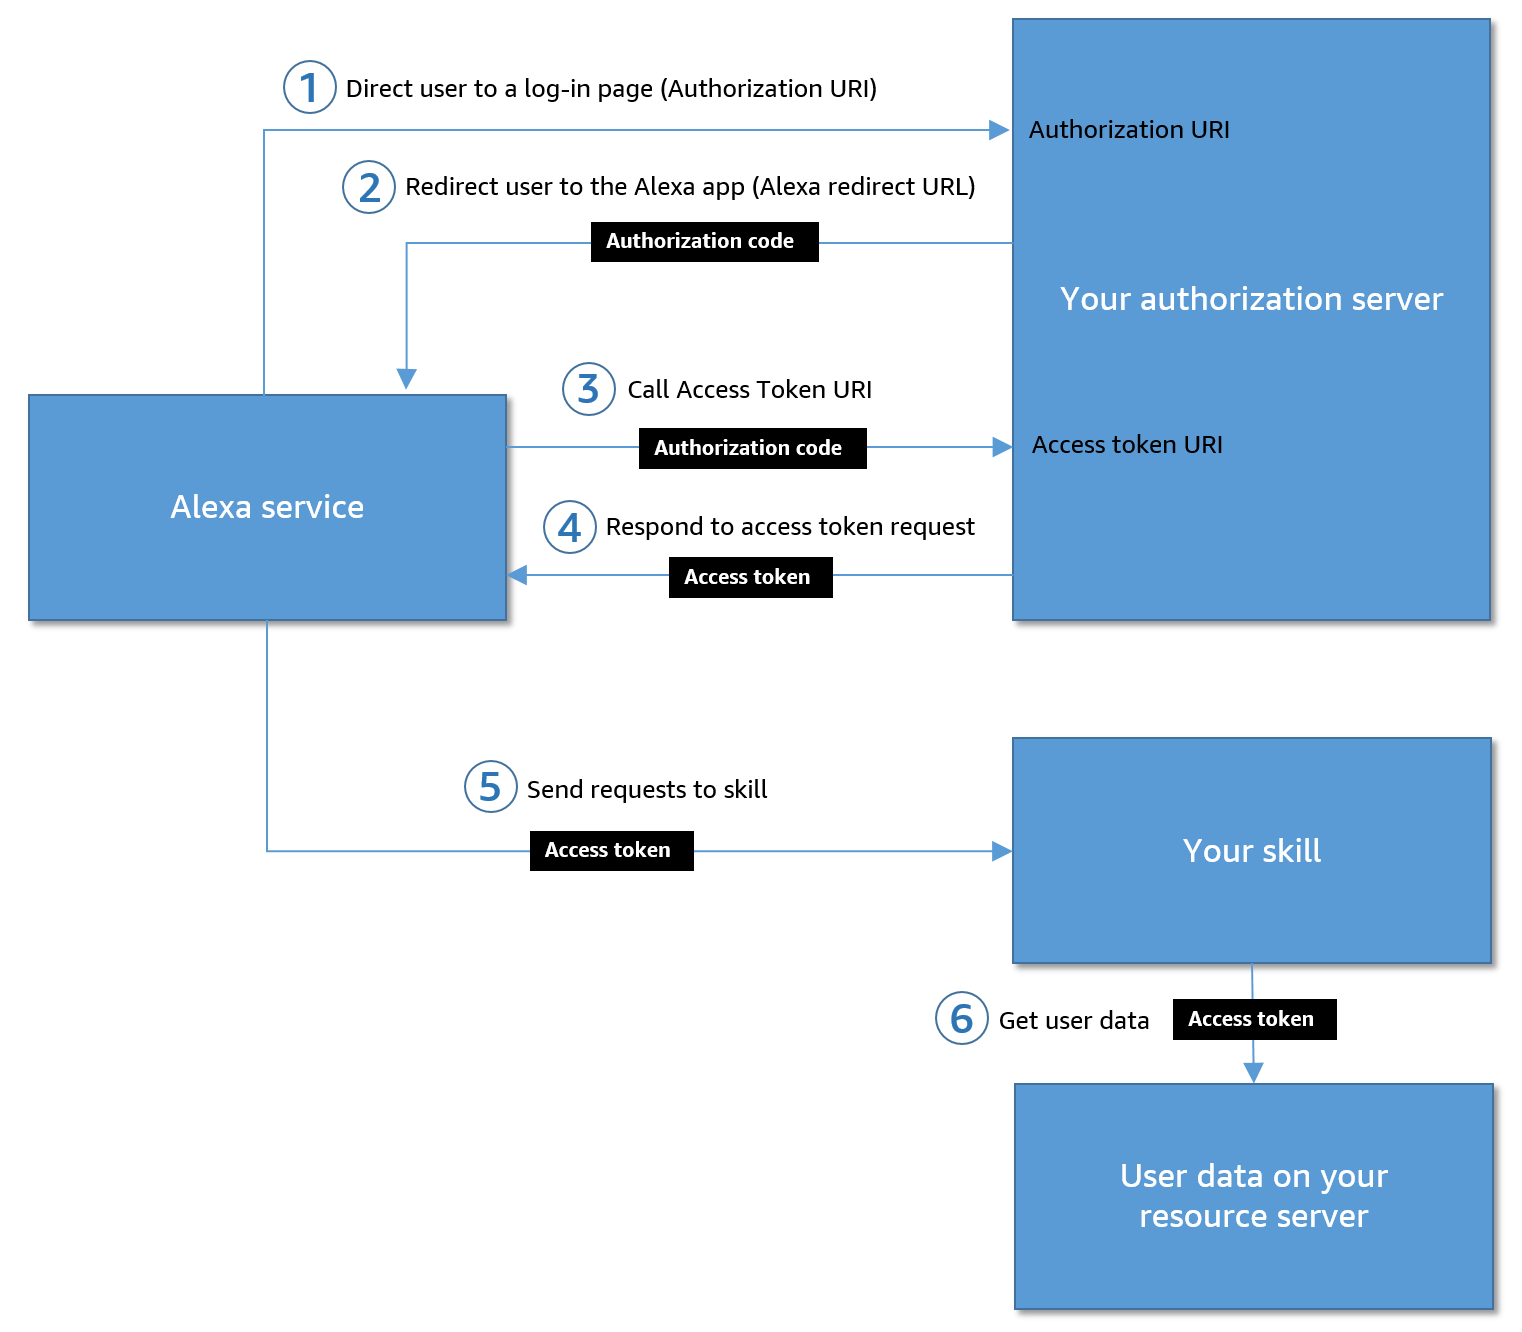 1 Direct user to a log-in page (Authorization URI)
Authorization URI
2 Redirect user to the Alexa app (Alexa redirect URL)
Authorization code
Your authorization server
3 Call Access Token URI
Authorization code
Access token URI
Alexa service
4 Respond to access token request
Access token
5 Send requests to skill
Access token
Your skill
6 Get user data
Access token
User data on your
resource server